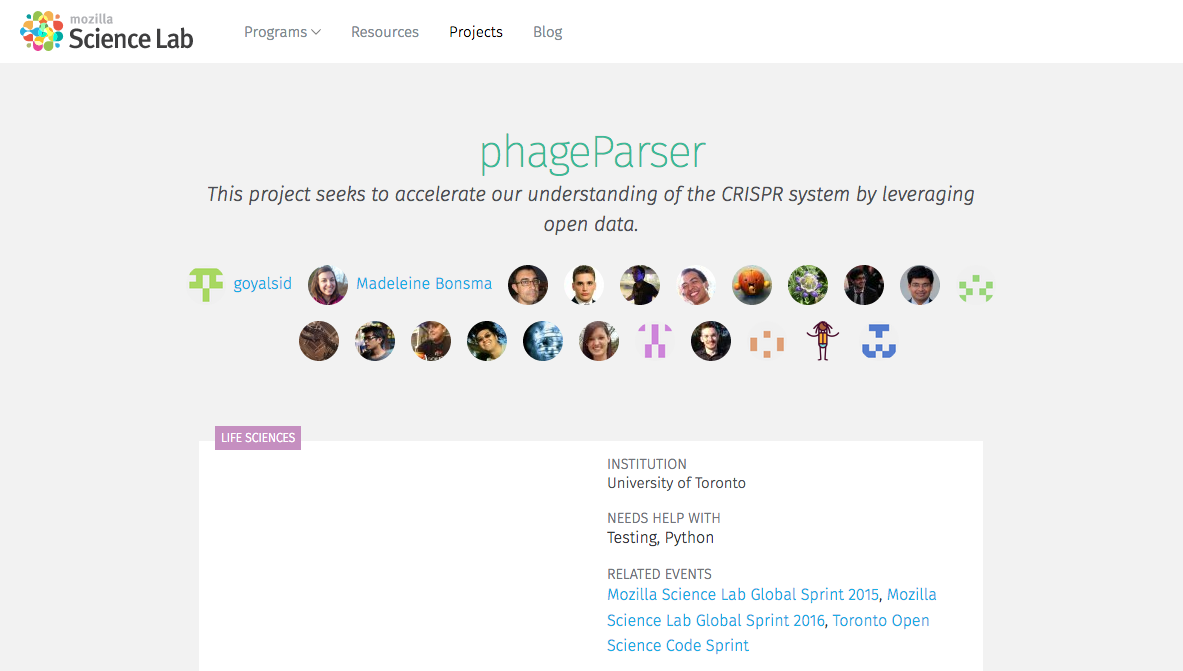 mozilla
Science Lab
Programs
Resources
Projects
Blog
phageParser
This project seeks to accelerate our understanding of the CRISPR system by leveraging
open data.
goyalsid
Madeleine Bonsma
LIFE SCIENCES
INSTITUTION
University of Toronto
NEEDS HELP WITH
Testing, Python
RELATED EVENTS
Mozilla Science Lab Global Sprint 2015, Mozilla
Science Lab Global Sprint 2016, Toronto Open
Science Code Sprint